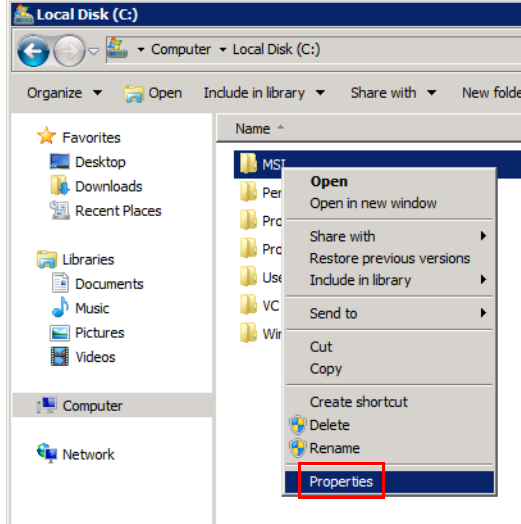 Local Disk (C:)
Computer Local Disk (C:)
Organize Open Include in library Share with New folde
Name
Favorites
Desktop
Downloads
Recent Places
Libraries
Documents
Music
Pictures
Videos
Computer
Network
MSI
Per
Pro
Pro
Use
VC
Win
Open
Open in new window
Share with
Restore previous versions
Include in library
Send to
Cut
Copy
Create shortcut
Delete
Rename
Properties